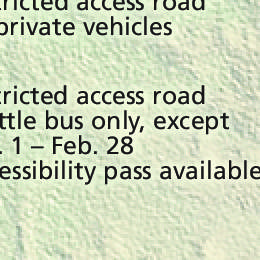 tricted access road
private vehicles
tricted access road
ttle bus only, except
. 1 – Feb. 28
essibility pass available